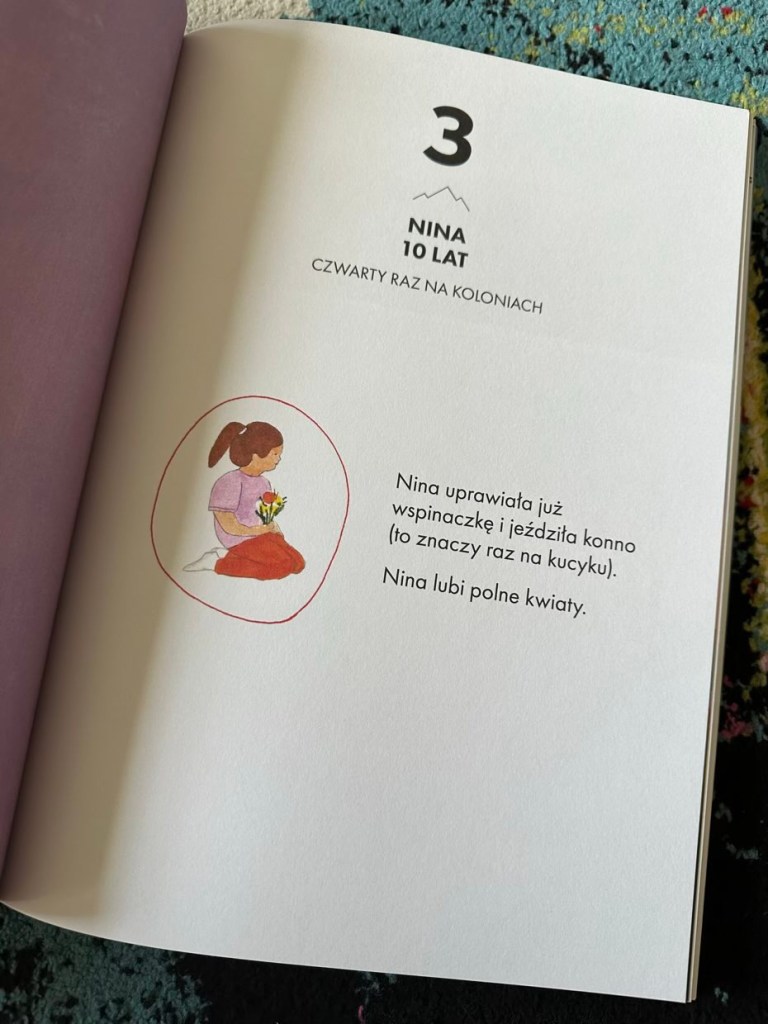 3
NINA
10 LAT
CZWARTY RAZ NA KOLONIACH
Nina uprawiała już
wspinaczkę i jeździła konno
(to znaczy raz na kucyku).
Nina lubi polne kwiaty.